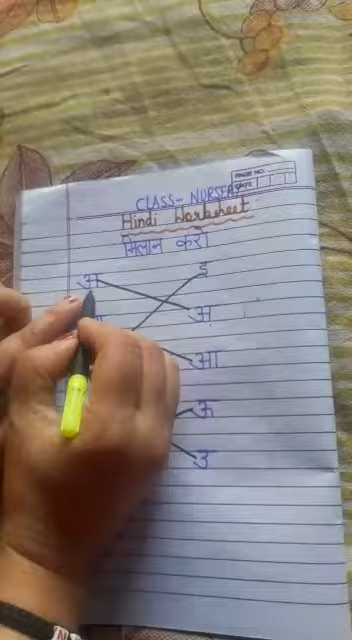 PAGE NO.
DATE
CLASS- NURSERY
Hindi Worksheet
मिलान करो
अ इ
अ
आ
ऊ
उ